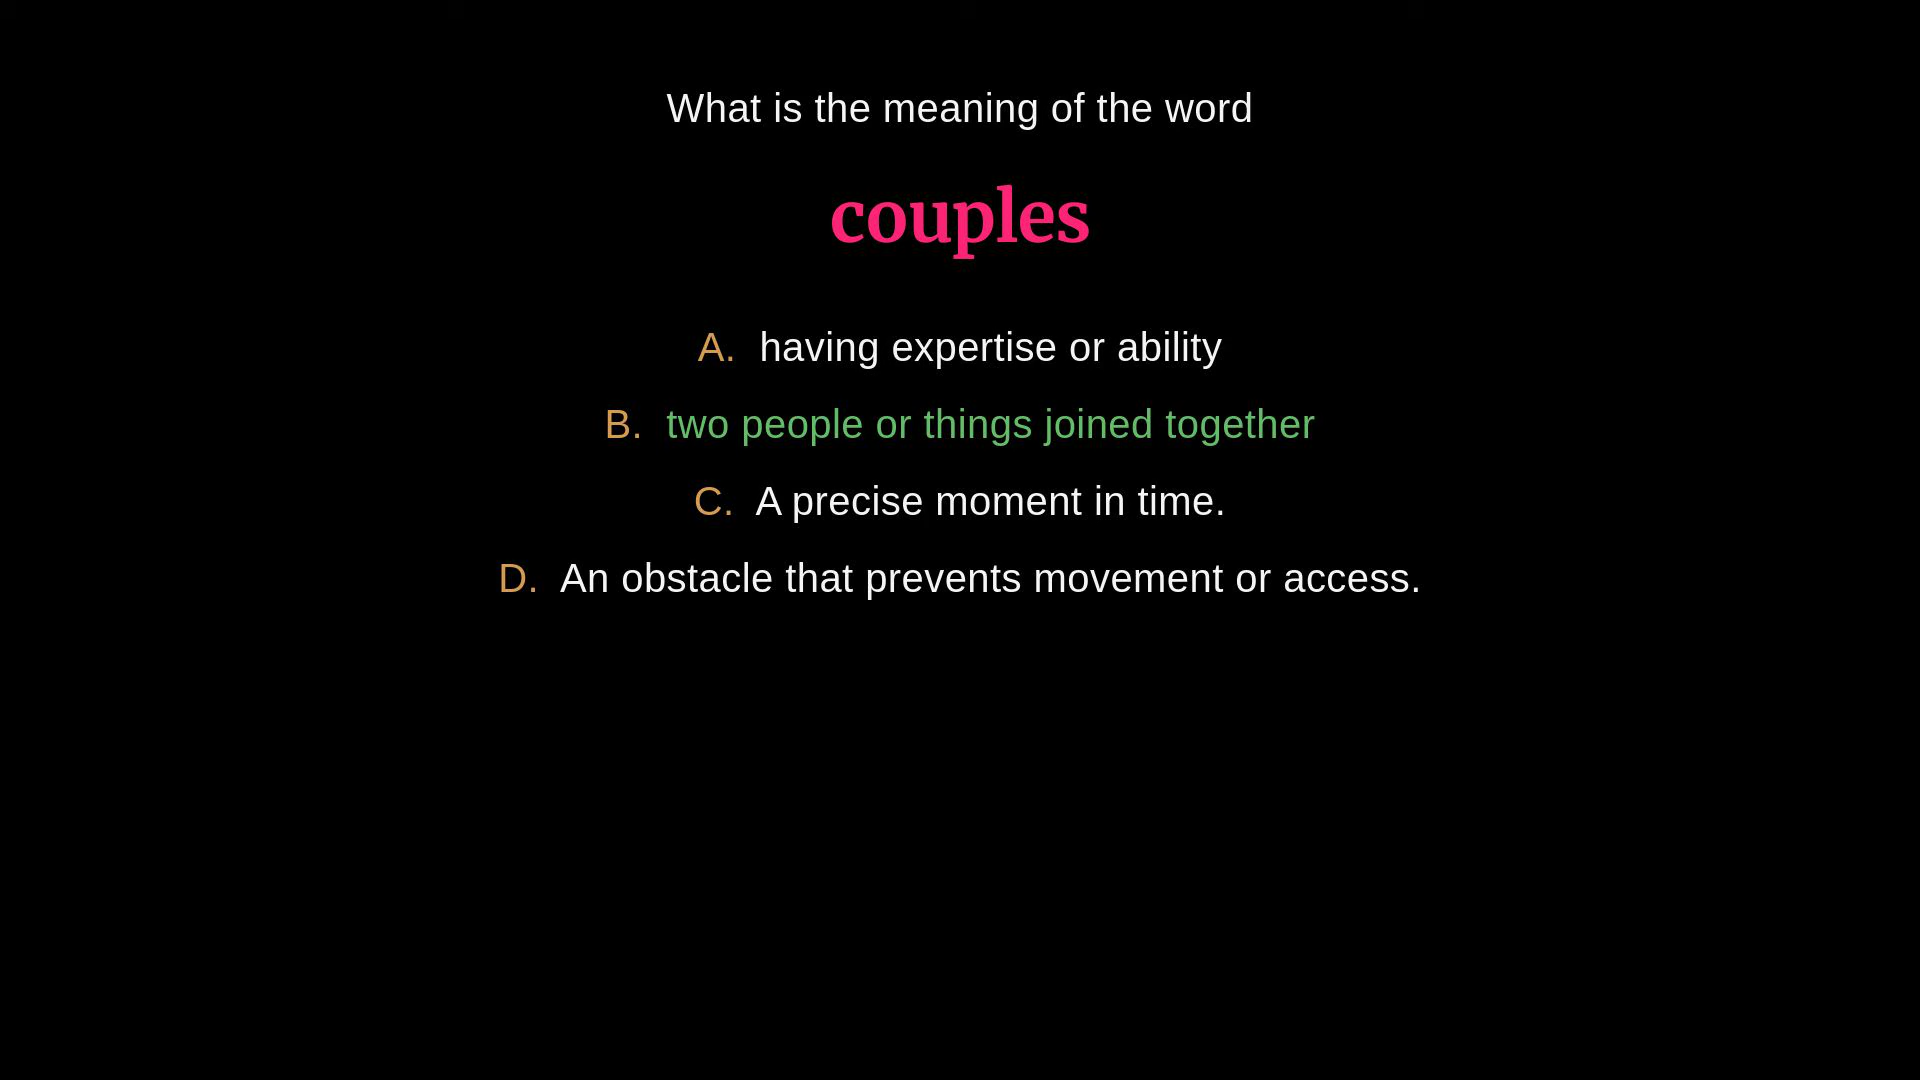 What is the meaning of the word
couples
A. having expertise or ability
B. two people or things joined together
C. A precise moment in time.
D. An obstacle that prevents movement or access.